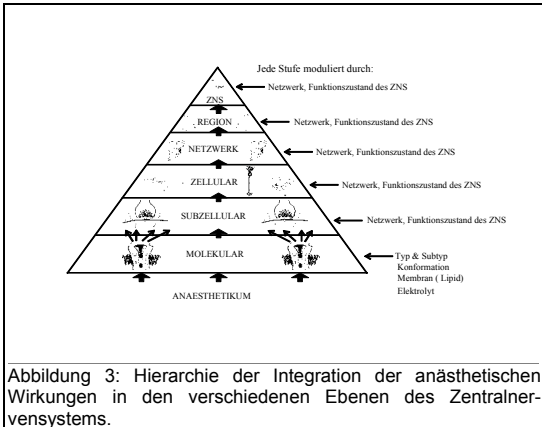 Jede Stufe moduliert durch:
Netzwerk, Funktionszustand des ZNS
ZNS
REGION
Netzwerk, Funktionszustand des ZNS
NETZWERK
Netzwerk, Funktionszustand des ZNS
ZELLULAR
Netzwerk, Funktionszustand des ZNS
SUBZELLULAR
Netzwerk, Funktionszustand des ZNS
MOLEKULAR
Typ & Subtyp
Konformation
Membran ( Lipid)
Elektrolyt
ANAESTHETIKUM
Abbildung 3: Hierarchie der Integration der anästhetischen
Wirkungen in den verschiedenen Ebenen des Zentralner-
vensystems.